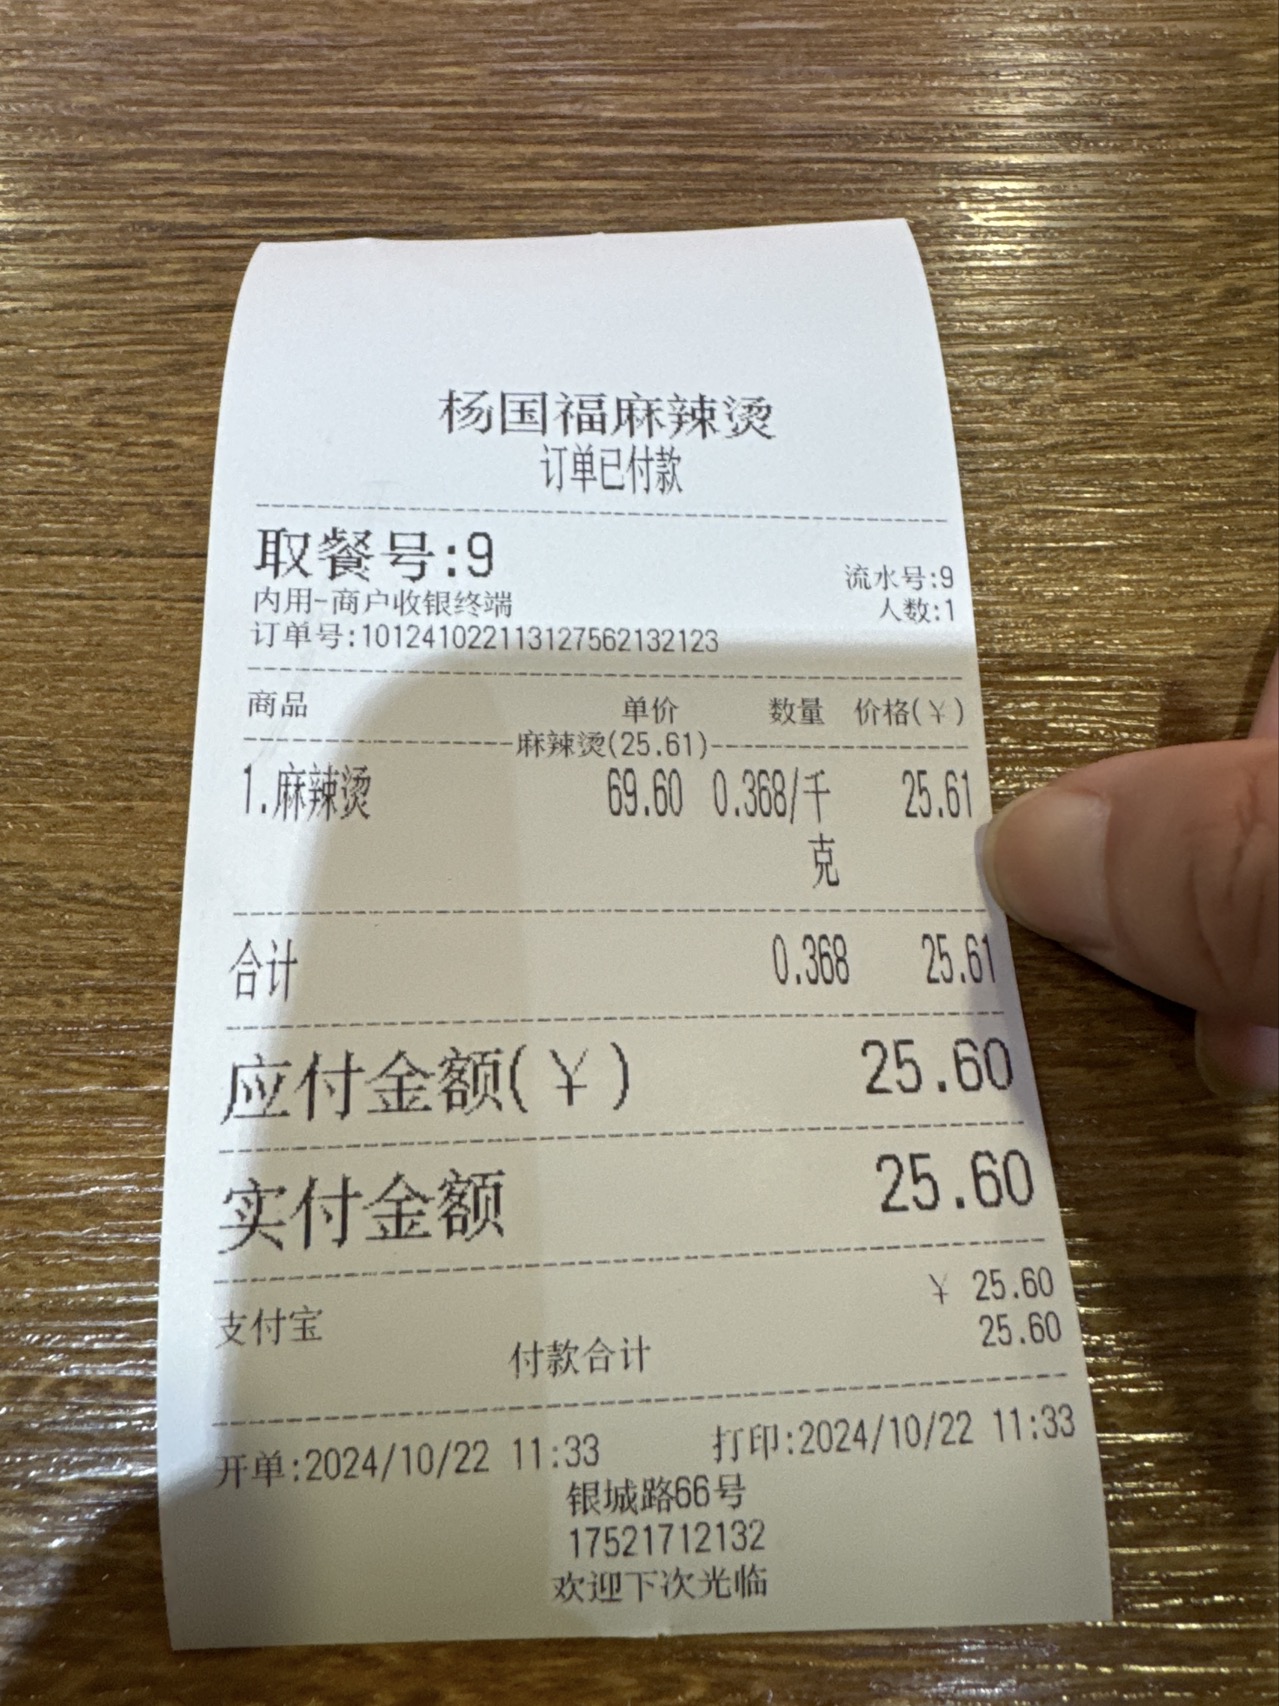 杨国福麻辣烫
订单已付款
取餐号:9
流水号:9
内用-商户收银终端
人数:1
订单号:101241022113127562132123
商品 单价 数量 价格(¥)
麻辣烫(25.61)
1.麻辣烫 69.60 0.368/千克 25.61
合计 0.368 25.61
应付金额(¥) 25.60
实付金额 25.60
支付宝 ¥ 25.60
付款合计 25.60
开单:2024/10/22 11:33 打印:2024/10/22 11:33
银城路66号
17521712132
欢迎下次光临